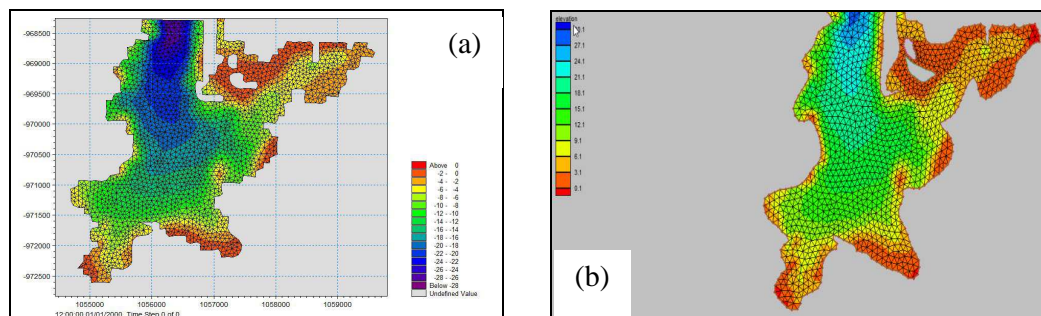 (a)
-968500
-969000
-969500
-970000
-970500
-971000
-971500
-972000
-972500
1055000 1056000 1057000 1058000 1059000
12:00:00 01/01/2000 Time Step 0 of 0
Above 0
-2 - 0
-4 - -2
-6 - -4
-8 - -6
-10 - -8
-12 - -10
-14 - -12
-16 - -14
-18 - -16
-20 - -18
-22 - -20
-24 - -22
-26 - -24
-28 - -26
Below -28
Undefined Value
elevation
27.1
24.1
21.1
18.1
15.1
12.1
9.1
6.1
3.1
0.1
(b)